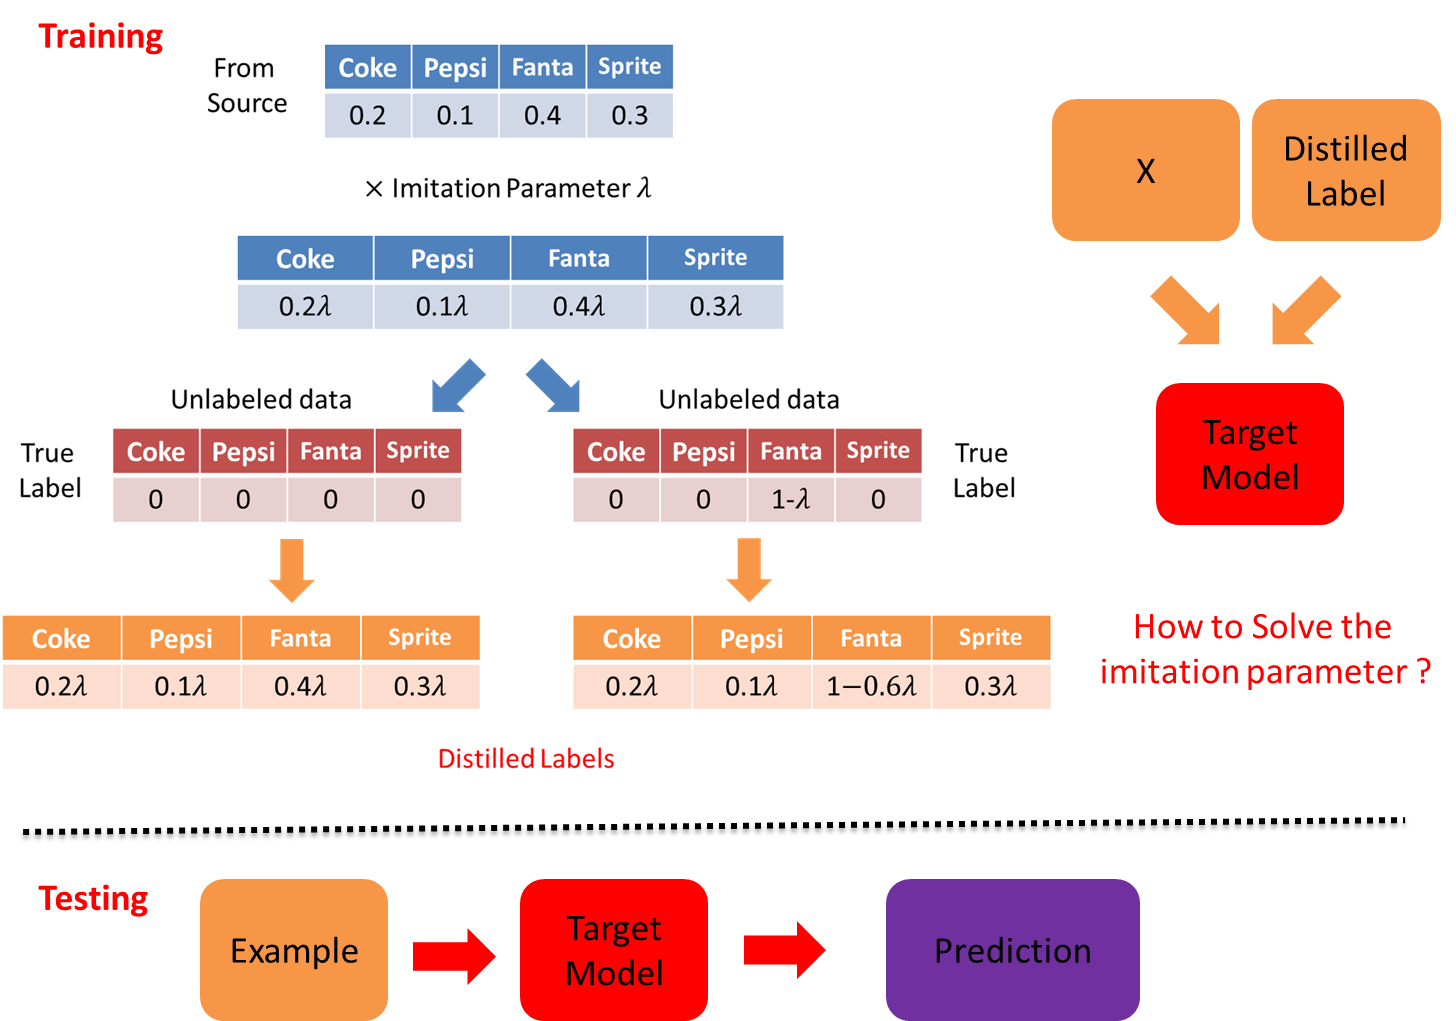 Training
From
Source
Coke Pepsi Fanta Sprite
0.2 0.1 0.4 0.3
× Imitation Parameter λ
Coke Pepsi Fanta Sprite
0.2λ 0.1λ 0.4λ 0.3λ
Unlabeled data
True
Label
Coke Pepsi Fanta Sprite
0 0 0 0
Coke Pepsi Fanta Sprite
0.2λ 0.1λ 0.4λ 0.3λ
Unlabeled data
Coke Pepsi Fanta Sprite
0 0 1-λ 0
True
Label
Coke Pepsi Fanta Sprite
0.2λ 0.1λ 1−0.6λ 0.3λ
Distilled Labels
X
Distilled
Label
Target
Model
How to Solve the
imitation parameter ?
Testing
Example
Target
Model
Prediction